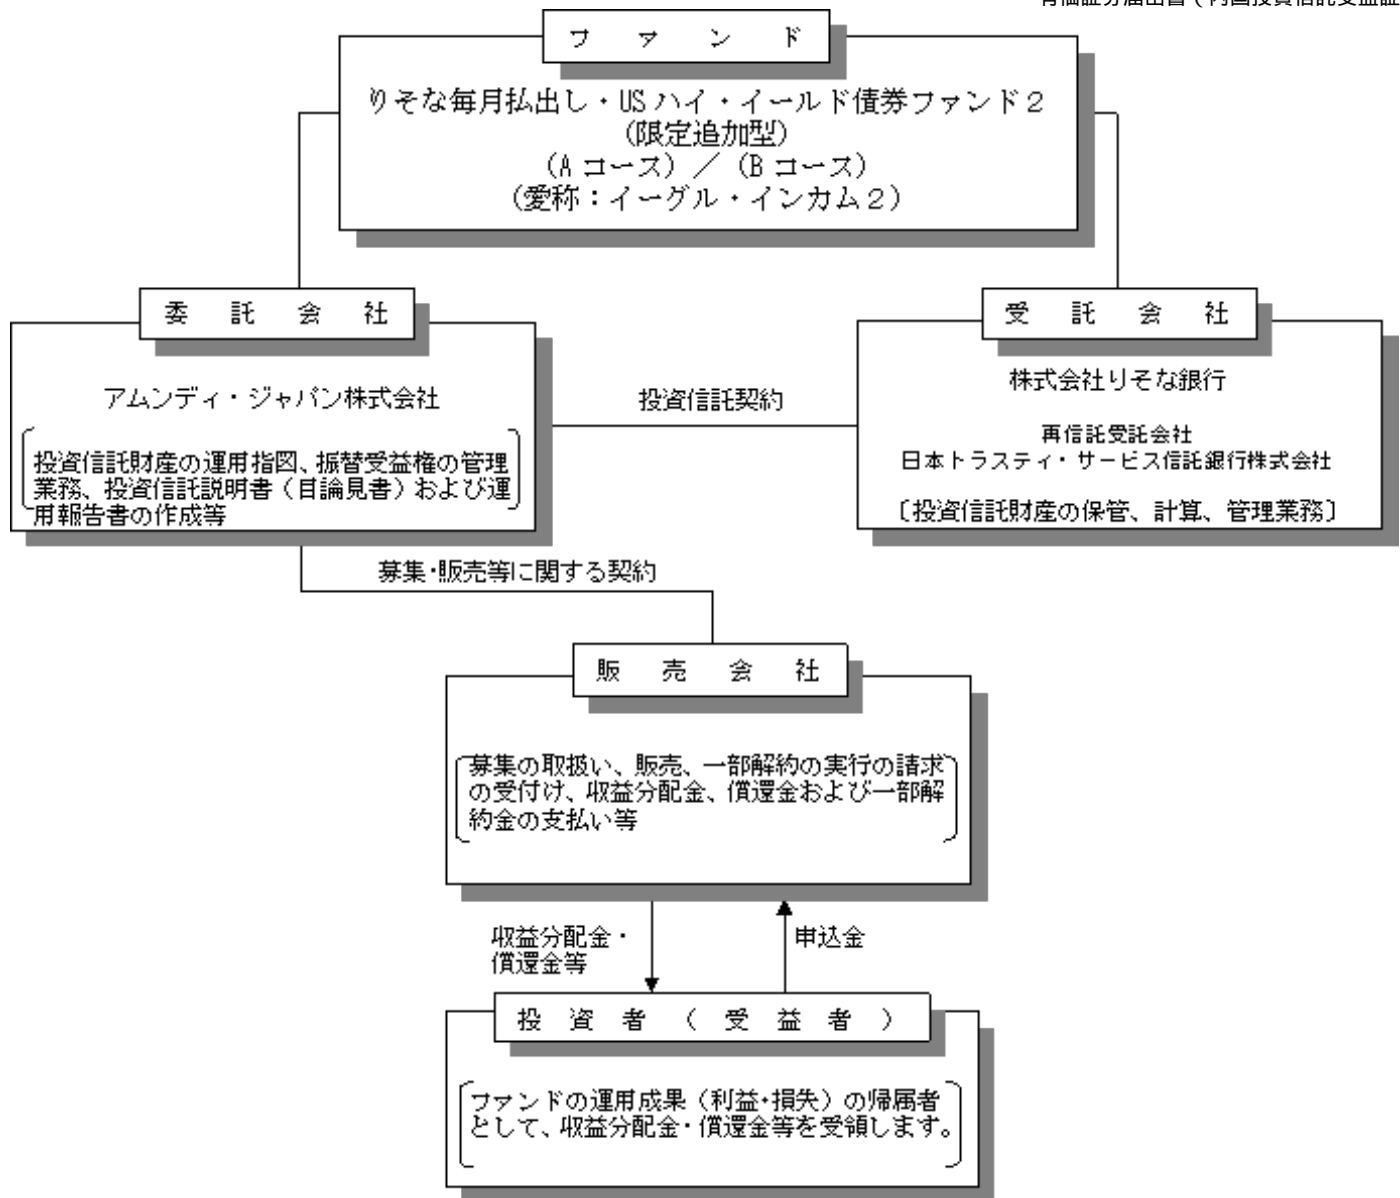 ファンド
りそな毎月払出し・USハイ・イールド債券ファンド２
(限定追加型)
(Aコース)／(Bコース)
(愛称：イーグル・インカム２)
委託会社
アムンディ・ジャパン株式会社
投資信託財産の運用指図、振替受益権の管理
業務、投資信託説明書（目論見書）および運
用報告書の作成等
投資信託契約
受託会社
株式会社りそな銀行
再信託受託会社
日本トラスティ・サービス信託銀行株式会社
〔投資信託財産の保管、計算、管理業務〕
募集・販売等に関する契約
販売会社
募集の取扱い、販売、一部解約の実行の請求
の受付け、収益分配金、償還金および一部解
約金の支払い等
収益分配金・
償還金等
申込金
投資者（受益者）
ファンドの運用成果（利益・損失）の帰属者
として、収益分配金・償還金等を受領します。